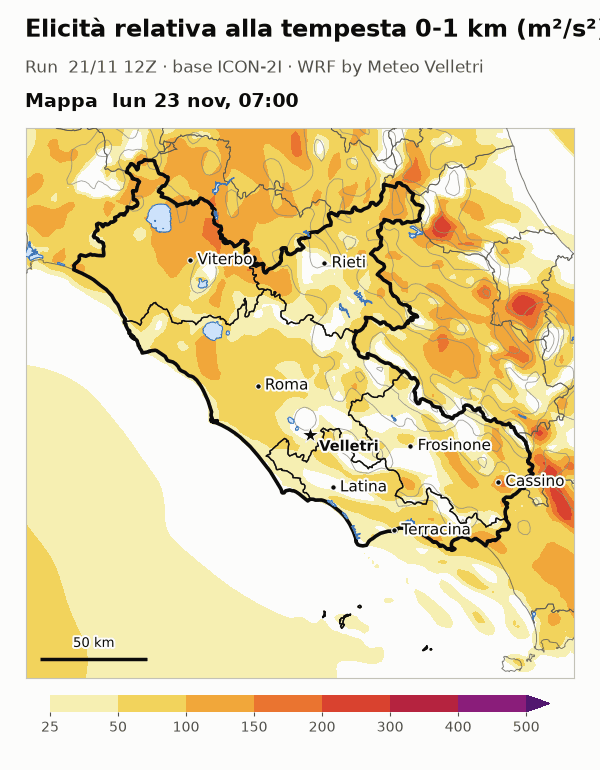 Elicità relativa alla tempesta 0-1 km (m²/s²)
Run  21/11 12Z · base ICON-2I · WRF by Meteo Velletri
Mappa  lun 23 nov, 07:00
Viterbo
Rieti
Roma
Velletri
Frosinone
Cassino
Latina
Terracina
50 km
25 50 100 150 200 300 400 500